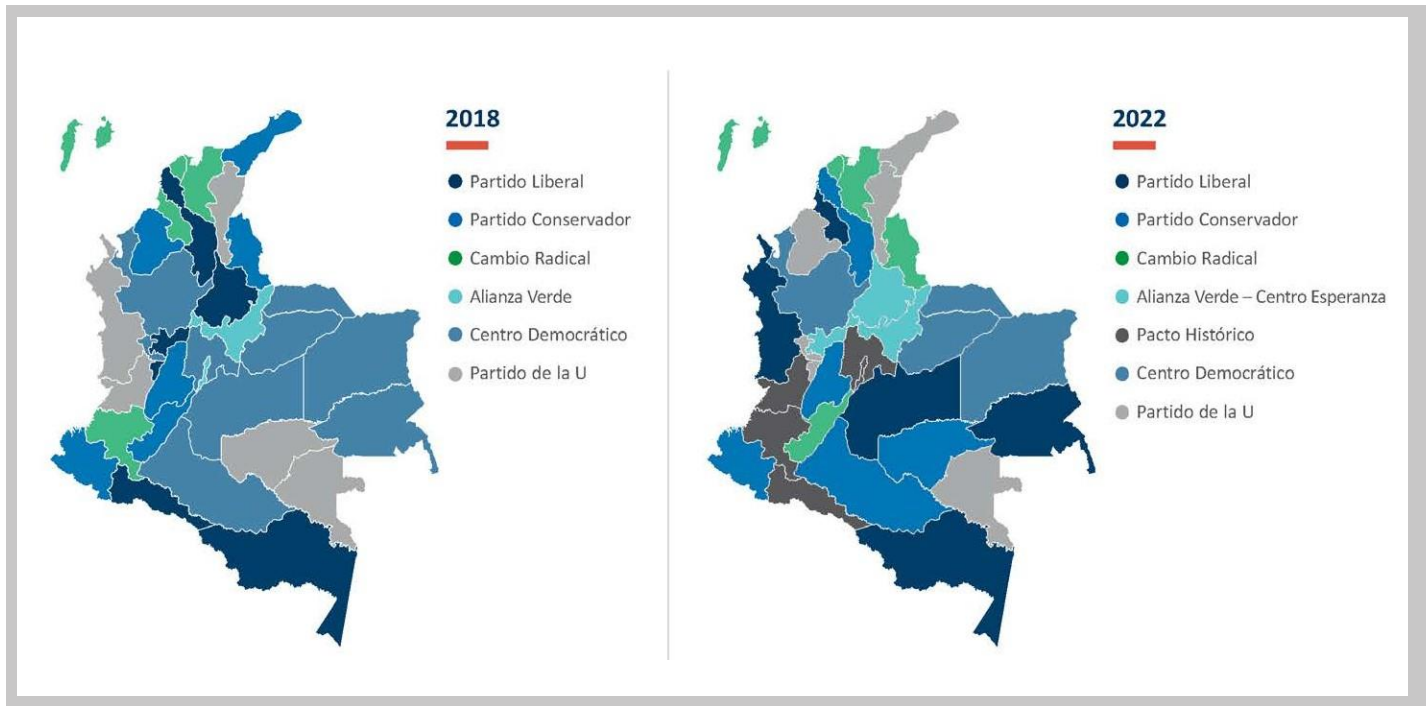 2018
Partido Liberal
Partido Conservador
Cambio Radical
Alianza Verde
Centro Democrático
Partido de la U
2022
Partido Liberal
Partido Conservador
Cambio Radical
Alianza Verde – Centro Esperanza
Pacto Histórico
Centro Democrático
Partido de la U